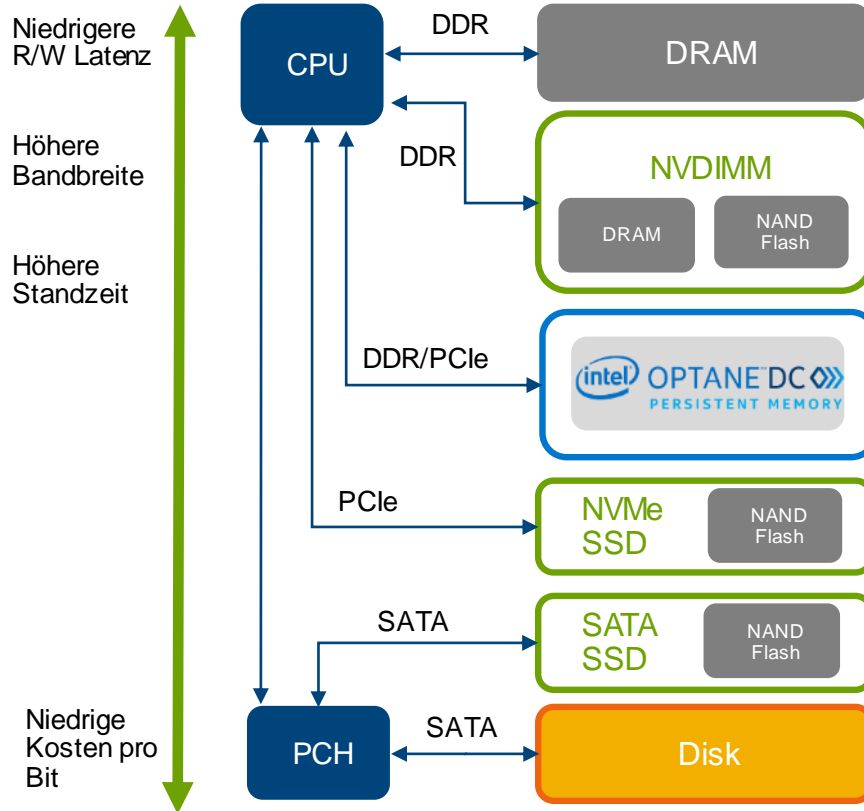 Niedrigere
R/W Latenz
Höhere
Bandbreite
Höhere
Standzeit
Niedrige
Kosten pro
Bit
CPU
DDR
DRAM
DDR
NVDIMM
DRAM
NAND
Flash
DDR/PCIe
intel OPTANE™ DC
PERSISTENT MEMORY
PCIe
NVMe
SSD
NAND
Flash
SATA
SATA
SSD
NAND
Flash
PCH
SATA
Disk